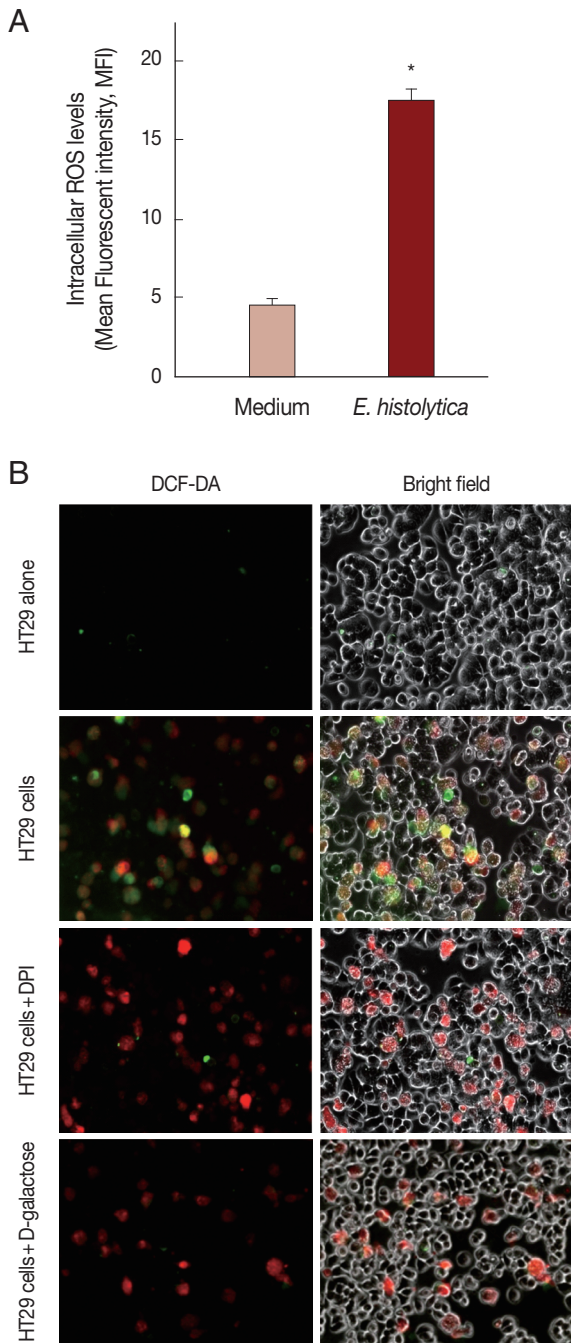 A
Intracellular ROS levels
(Mean Fluorescent intensity, MFI)
20
15
10
5
0
*
Medium
E. histolytica
B
DCF-DA
Bright field
HT29 alone
HT29 cells
HT29 cells+DPI
HT29 cells+D-galactose